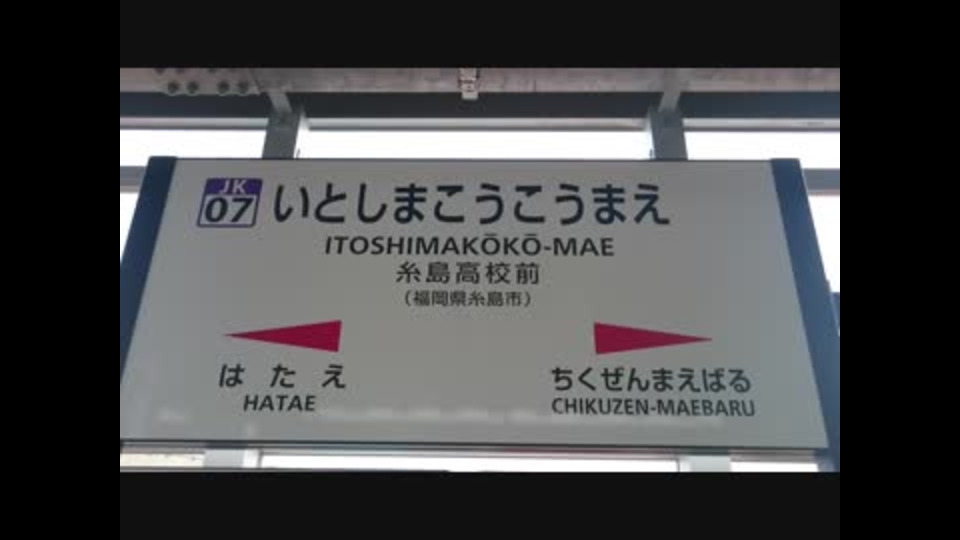 JK
07
いとしまこうこうまえ
ITOSHIMAKŌKŌ-MAE
糸島高校前
(福岡県糸島市)
はたえ
HATAE
ちくぜんまえばる
CHIKUZEN-MAEBARU